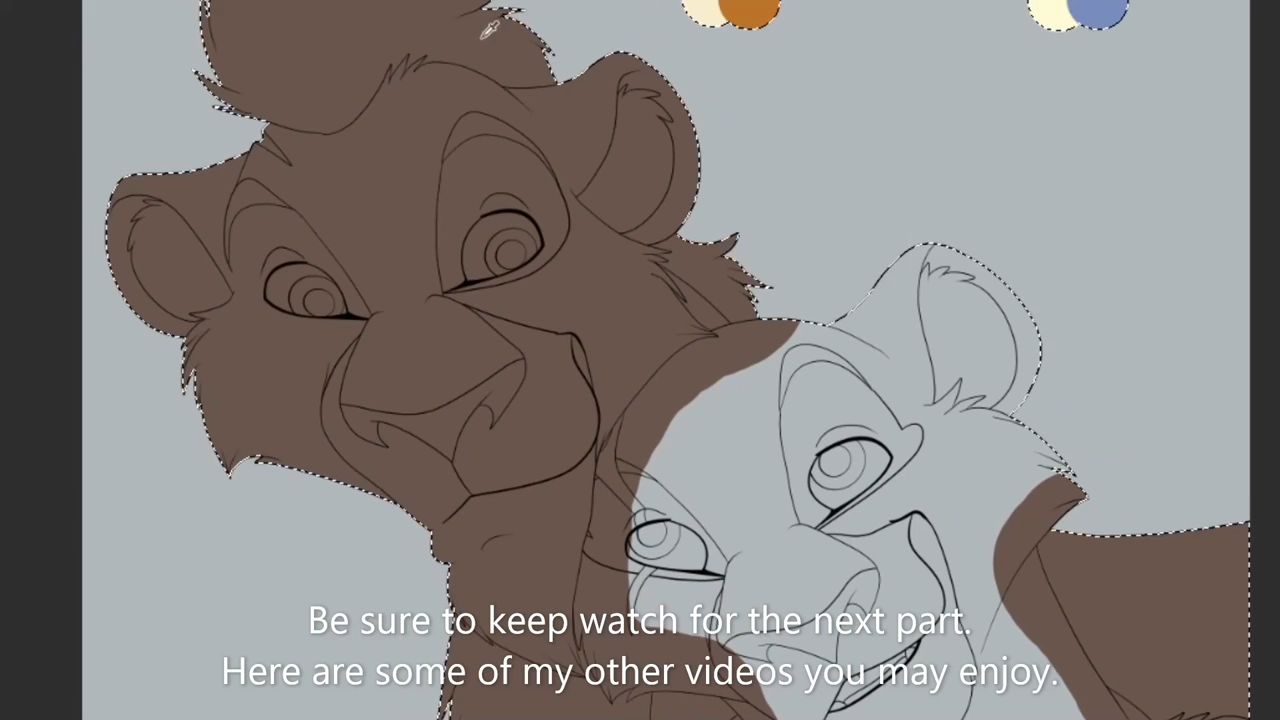 Be sure to keep watch for the next part.
Here are some of my other videos you may enjoy.